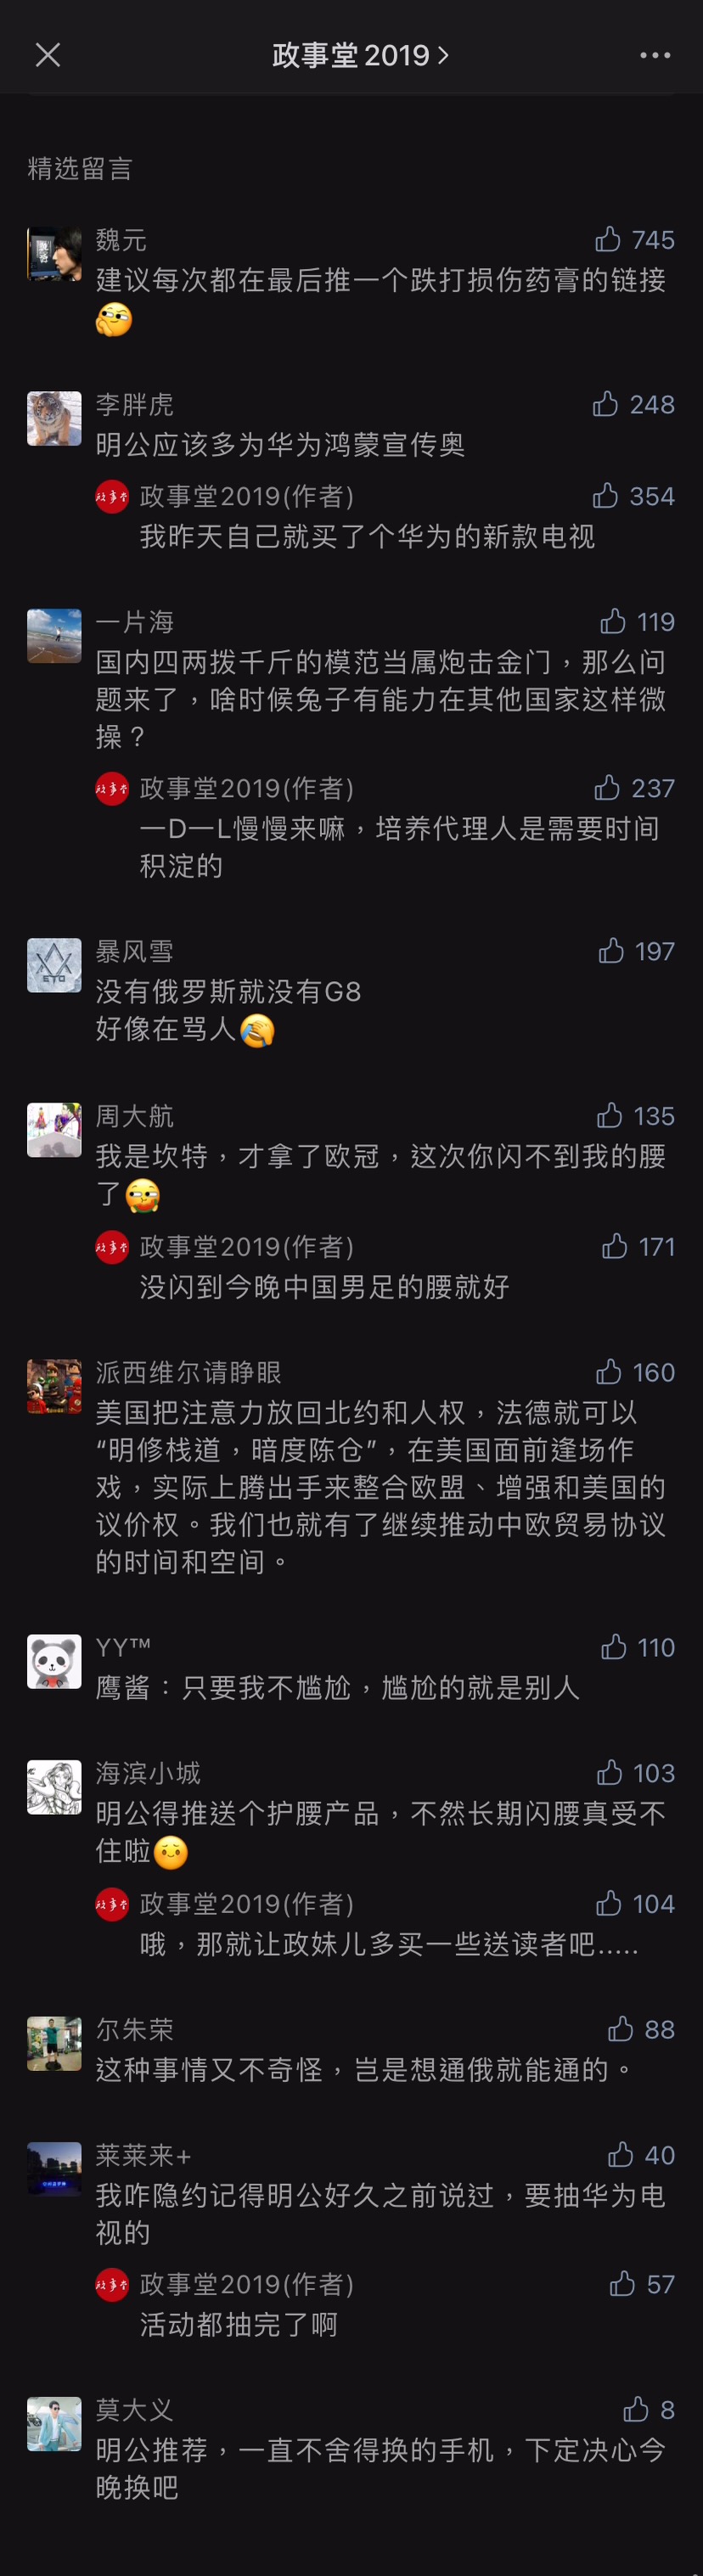 政事堂2019
精选留言
魏元
745
建议每次都在最后推一个跌打损伤药膏的链接
李胖虎
248
明公应该多为华为鸿蒙宣传奥
政事堂2019(作者)
354
我昨天自己就买了个华为的新款电视
一片海
119
国内四两拨千斤的模范当属炮击金门，那么问
题来了，啥时候兔子有能力在其他国家这样微
操？
政事堂2019(作者)
237
一D一L慢慢来嘛，培养代理人是需要时间
积淀的
暴风雪
197
没有俄罗斯就没有G8
好像在骂人
周大航
135
我是坎特，才拿了欧冠，这次你闪不到我的腰
了
政事堂2019(作者)
171
没闪到今晚中国男足的腰就好
派西维尔请睁眼
160
美国把注意力放回北约和人权，法德就可以
“明修栈道，暗度陈仓”，在美国面前逢场作
戏，实际上腾出手来整合欧盟、增强和美国的
议价权。我们也就有了继续推动中欧贸易协议
的时间和空间。
YY™
110
鹰酱：只要我不尴尬，尴尬的就是别人
海滨小城
103
明公得推送个护腰产品，不然长期闪腰真受不
住啦
政事堂2019(作者)
104
哦，那就让政妹儿多买一些送读者吧.....
尔朱荣
88
这种事情又不奇怪，岂是想通俄就能通的。
莱莱来+
40
我咋隐约记得明公好久之前说过，要抽华为电
视的
政事堂2019(作者)
57
活动都抽完了啊
莫大义
8
明公推荐，一直不舍得换的手机，下定决心今
晚换吧